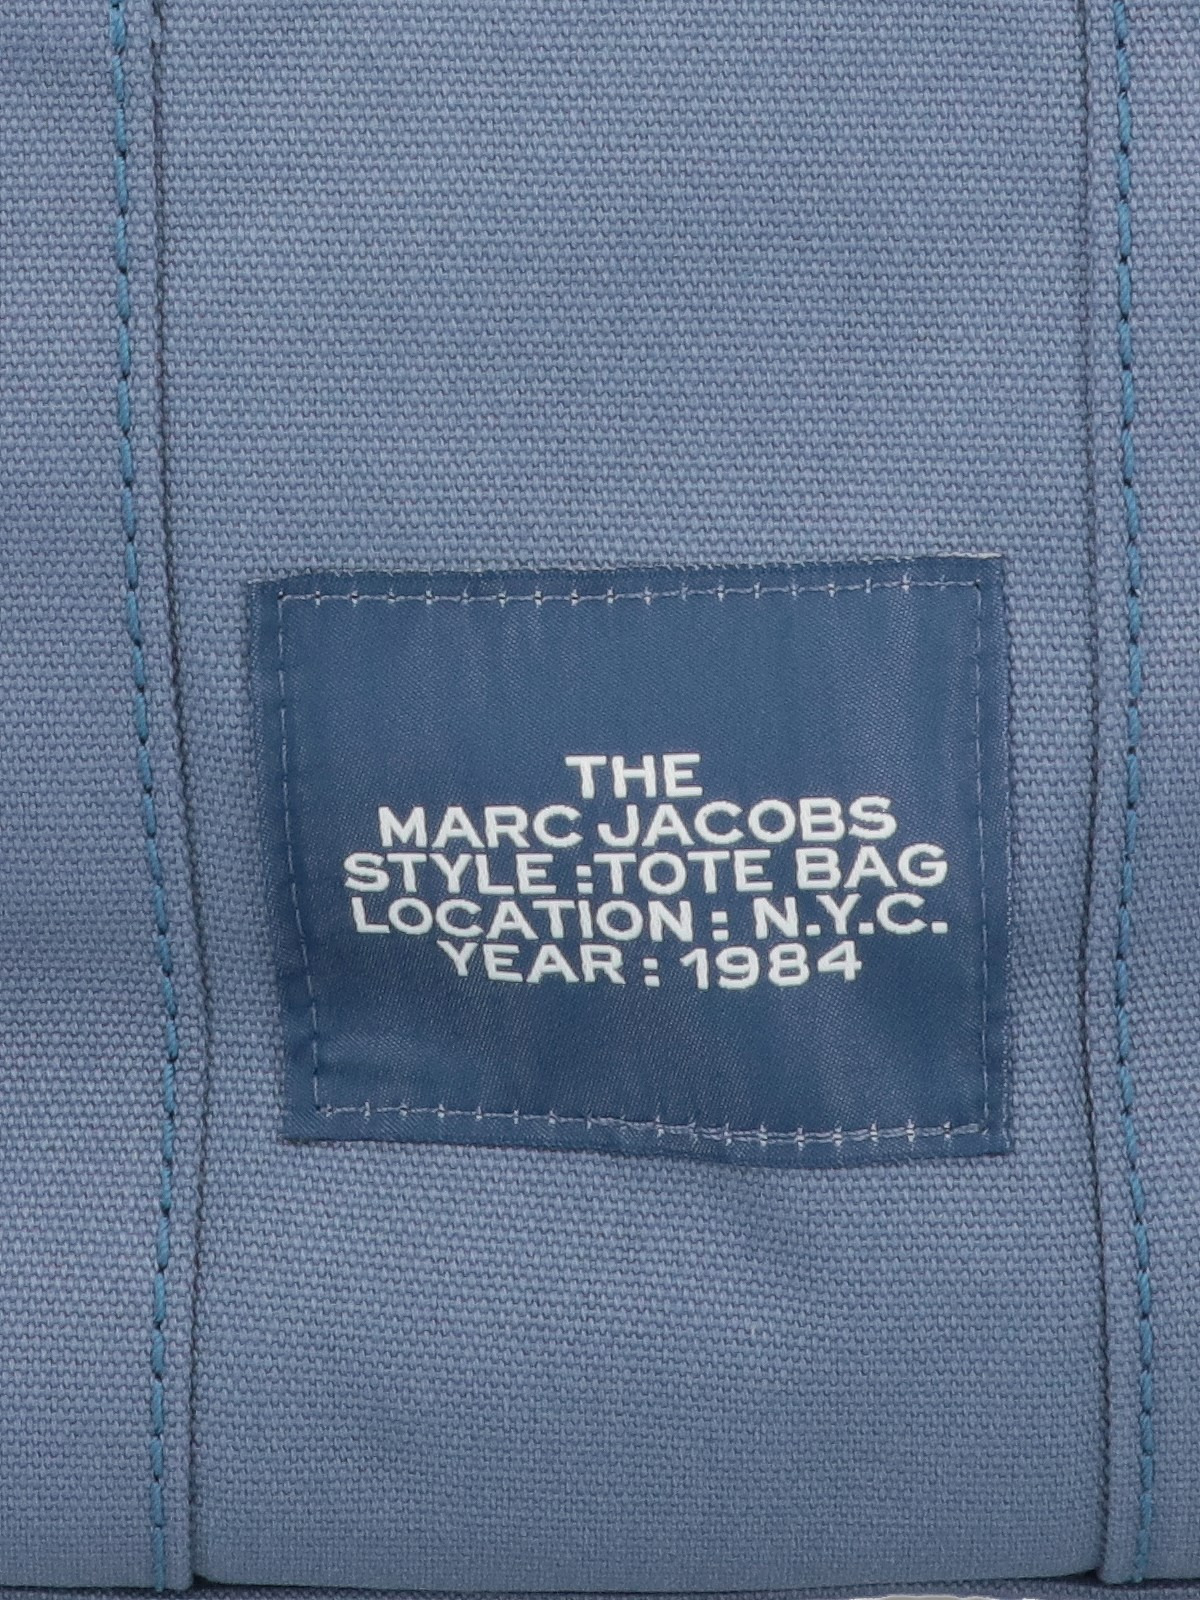 THE
MARC JACOBS
STYLE :TOTE BAG
LOCATION : N.Y.C.
YEAR : 1984